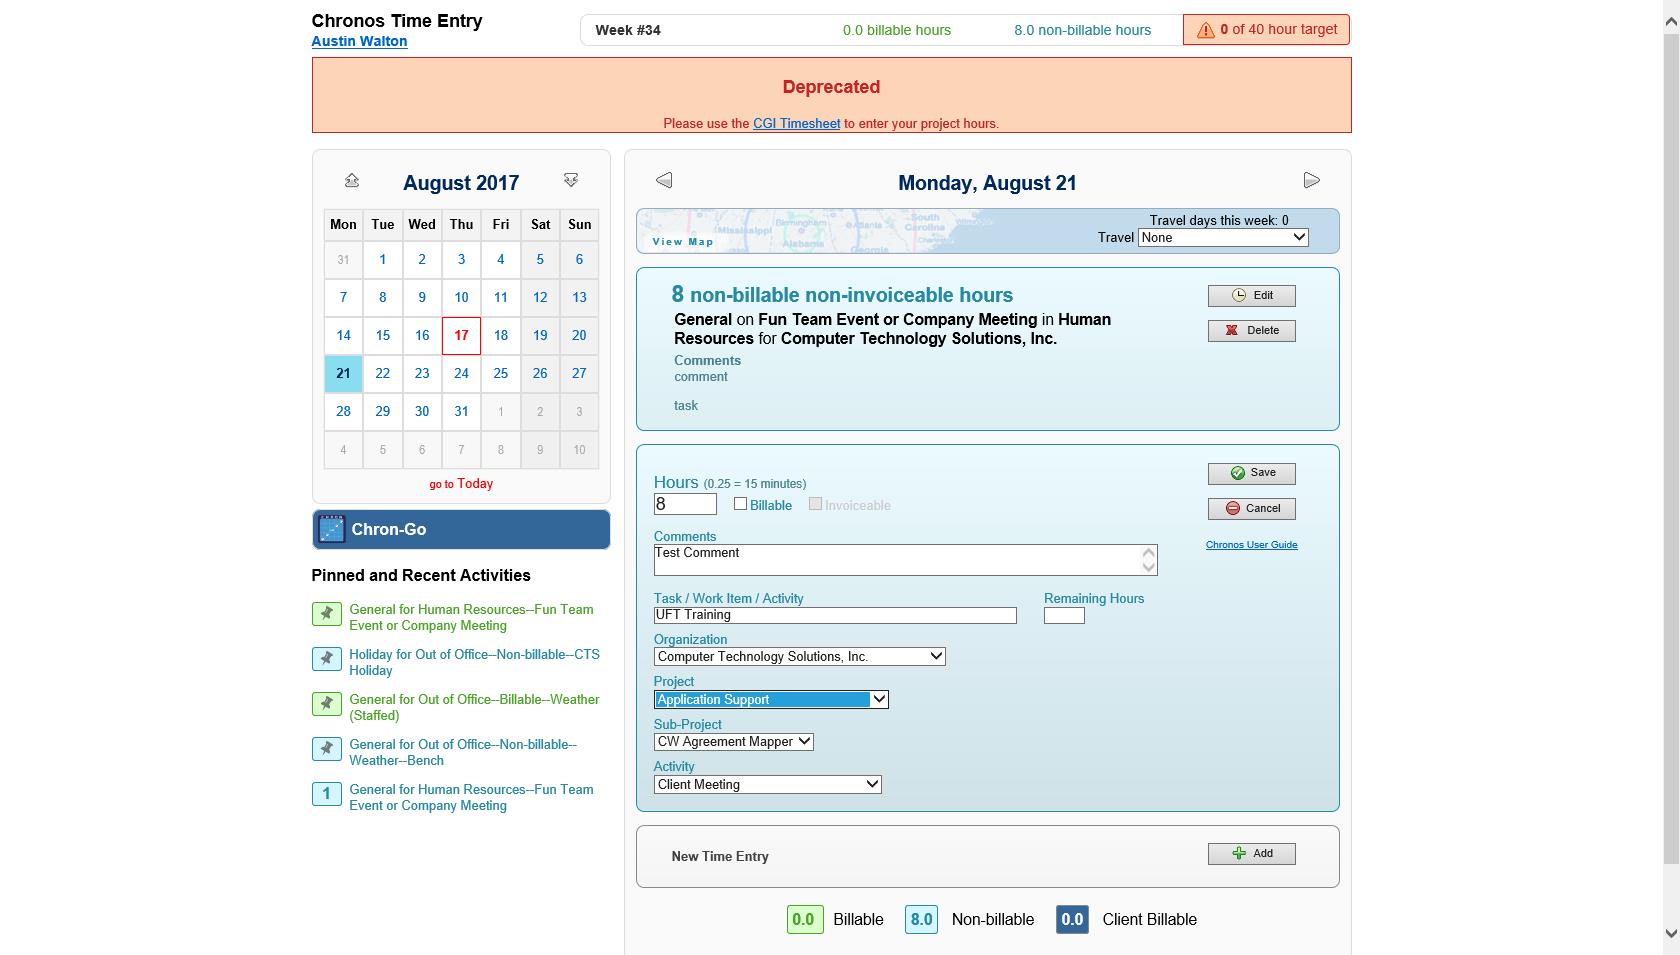 Chronos Time Entry
Austin Walton
Week #34
0.0 billable hours
8.0 non-billable hours
0 of 40 hour target
Deprecated
Please use the CGI Timesheet to enter your project hours.
August 2017
Mon Tue Wed Thu Fri Sat Sun
31 1 2 3 4 5 6
7 8 9 10 11 12 13
14 15 16 17 18 19 20
21 22 23 24 25 26 27
28 29 30 31 1 2 3
4 5 6 7 8 9 10
go to Today
Chron-Go
Pinned and Recent Activities
General for Human Resources--Fun Team
Event or Company Meeting
Holiday for Out of Office--Non-billable--CTS
Holiday
General for Out of Office--Billable--Weather
(Staffed)
General for Out of Office--Non-billable--
Weather--Bench
1
General for Human Resources--Fun Team
Event or Company Meeting
Monday, August 21
Mississippi
Birmingham
Alabama
Atlanta
South
Carolina
View Map
Travel days this week: 0
Travel None
8 non-billable non-invoiceable hours
General on Fun Team Event or Company Meeting in Human
Resources for Computer Technology Solutions, Inc.
Comments
comment
task
Edit
Delete
Hours (0.25 = 15 minutes)
8
Billable
Invoiceable
Save
Cancel
Chronos User Guide
Comments
Test Comment
Task / Work Item / Activity
UFT Training
Remaining Hours
Organization
Computer Technology Solutions, Inc.
Project
Application Support
Sub-Project
CW Agreement Mapper
Activity
Client Meeting
New Time Entry
Add
0.0 Billable
8.0 Non-billable
0.0 Client Billable